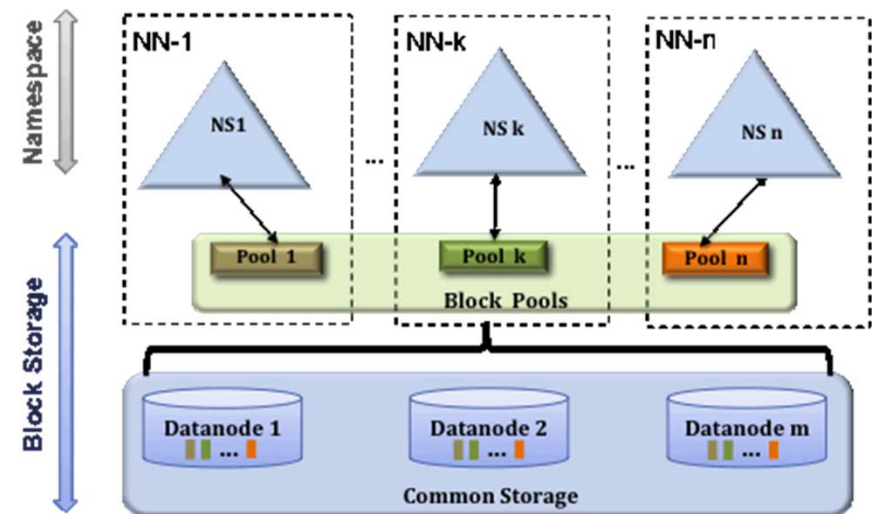 Namespace
NN-1
NN-k
NN-n
NS1
NS k
NS n
...
...
Block Storage
Pool 1
Pool k
Pool n
Block Pools
Datanode 1
...
Datanode 2
...
Datanode m
...
Common Storage